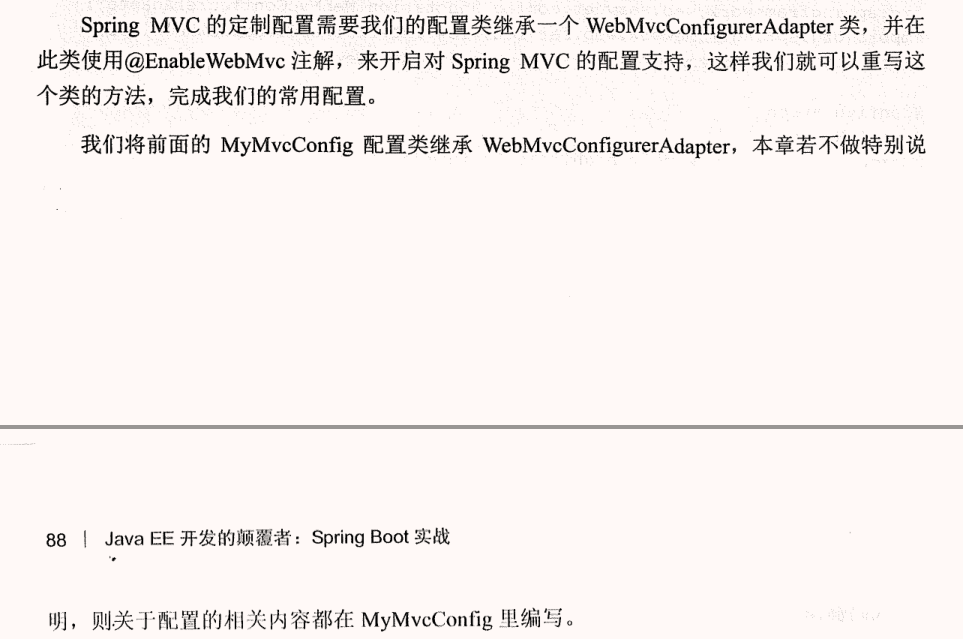 Spring MVC 的定制配置需要我们的配置类继承一个 WebMvcConfigurerAdapter 类，并在
此类使用@EnableWebMvc 注解，来开启对 Spring MVC 的配置支持，这样我们就可以重写这
个类的方法，完成我们的常用配置。
我们将前面的 MyMvcConfig 配置类继承 WebMvcConfigurerAdapter，本章若不做特别说
88 | Java EE 开发的颠覆者：Spring Boot 实战
明，则关于配置的相关内容都在 MyMvcConfig 里编写。